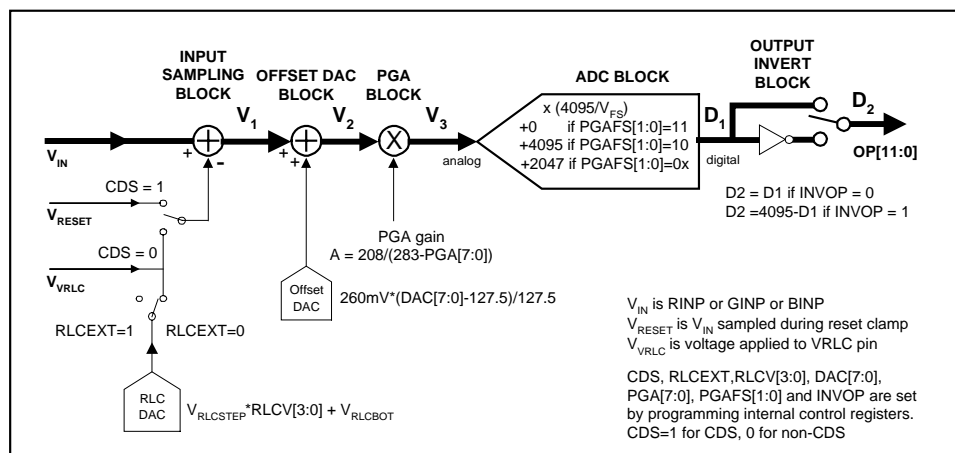 INPUT
SAMPLING
BLOCK
OFFSET DAC
BLOCK
PGA
BLOCK
ADC BLOCK
OUTPUT
INVERT
BLOCK
V1
V2
V3
D1
D2
x (4095/VFS)
+0 if PGAFS[1:0]=11
+4095 if PGAFS[1:0]=10
+2047 if PGAFS[1:0]=0x
+
-
+
+
X
analog
digital
VIN
OP[11:0]
CDS = 1
VRESET
CDS = 0
VVRLC
RLCEXT=1
RLCEXT=0
RLC
DAC
VRLCSTEP*RLCV[3:0] + VRLCBOT
PGA gain
A = 208/(283-PGA[7:0])
Offset
DAC
260mV*(DAC[7:0]-127.5)/127.5
D2 = D1 if INVOP = 0
D2 =4095-D1 if INVOP = 1
VIN is RINP or GINP or BINP
VRESET is VIN sampled during reset clamp
VVRLC is voltage applied to VRLC pin
CDS, RLCEXT,RLCV[3:0], DAC[7:0],
PGA[7:0], PGAFS[1:0] and INVOP are set
by programming internal control registers.
CDS=1 for CDS, 0 for non-CDS